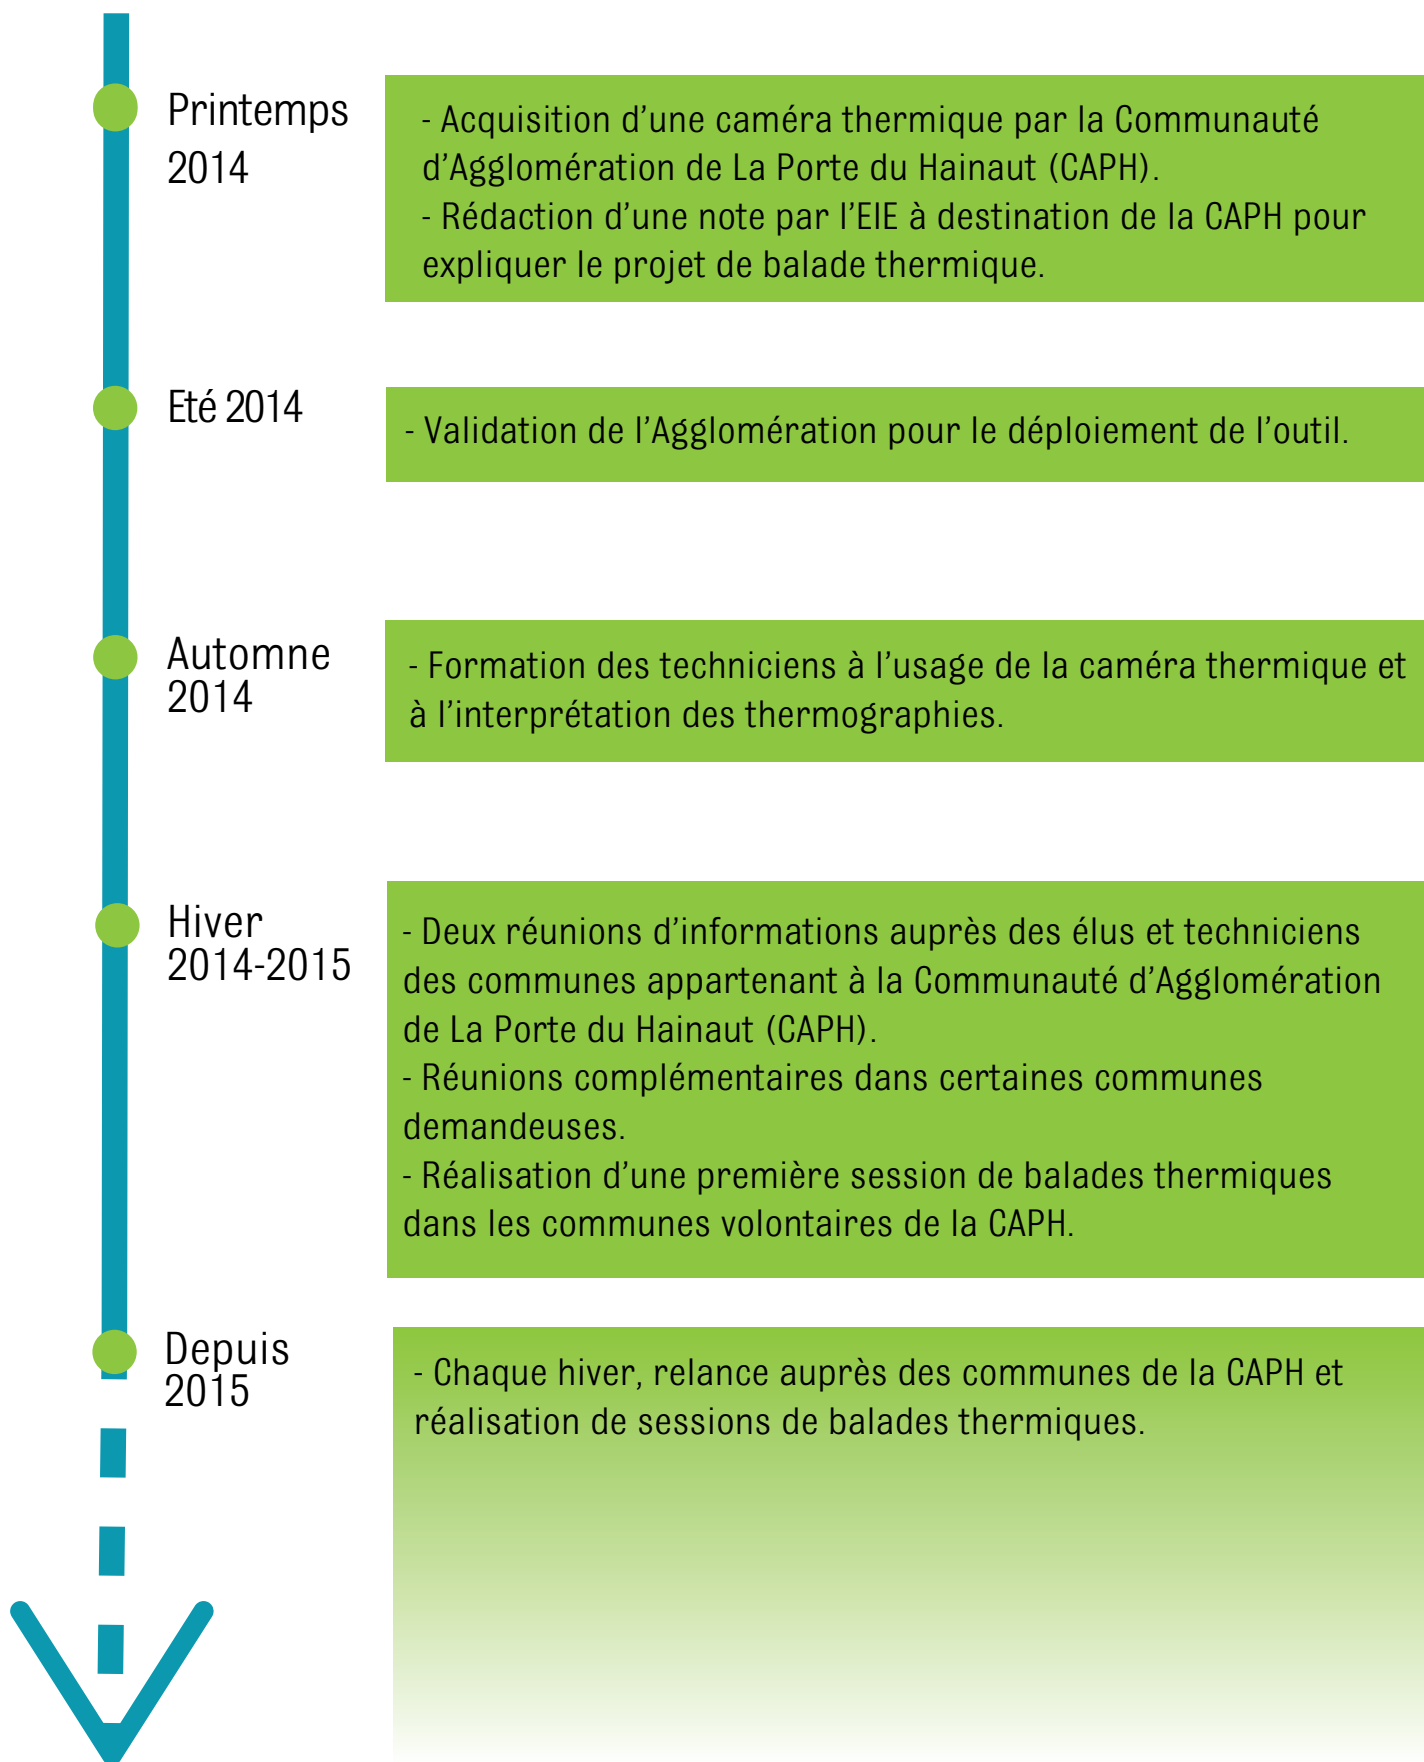 Printemps
2014
- Acquisition d’une caméra thermique par la Communauté
d’Agglomération de La Porte du Hainaut (CAPH).
- Rédaction d’une note par l’EIE à destination de la CAPH pour
expliquer le projet de balade thermique.
Eté 2014
- Validation de l’Agglomération pour le déploiement de l’outil.
Automne
2014
- Formation des techniciens à l’usage de la caméra thermique et
à l’interprétation des thermographies.
Hiver
2014-2015
- Deux réunions d’informations auprès des élus et techniciens
des communes appartenant à la Communauté d’Agglomération
de La Porte du Hainaut (CAPH).
- Réunions complémentaires dans certaines communes
demandeuses.
- Réalisation d’une première session de balades thermiques
dans les communes volontaires de la CAPH.
Depuis
2015
- Chaque hiver, relance auprès des communes de la CAPH et
réalisation de sessions de balades thermiques.